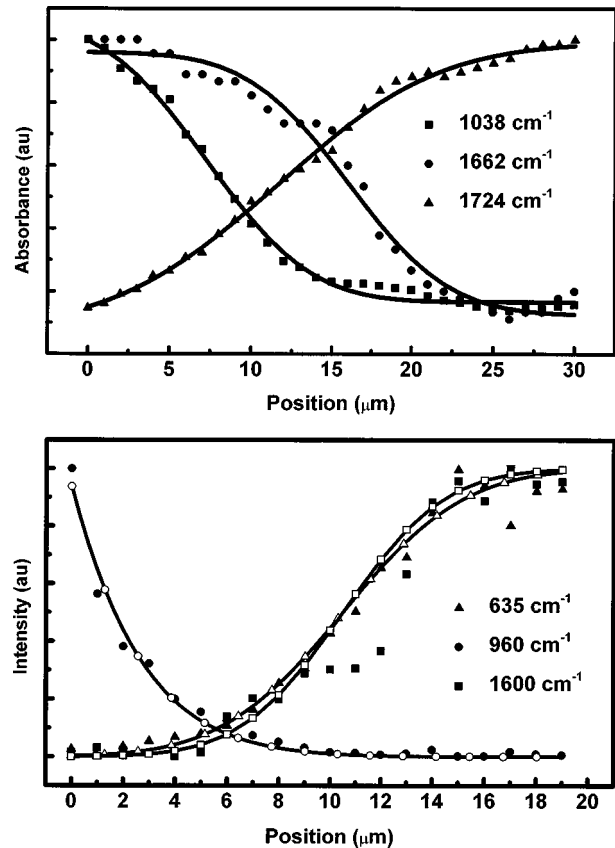 Absorbance (au)
1038 cm⁻¹
1662 cm⁻¹
1724 cm⁻¹
0 5 10 15 20 25 30
Position (μm)
Intensity (au)
635 cm⁻¹
960 cm⁻¹
1600 cm⁻¹
0 2 4 6 8 10 12 14 16 18 20
Position (μm)